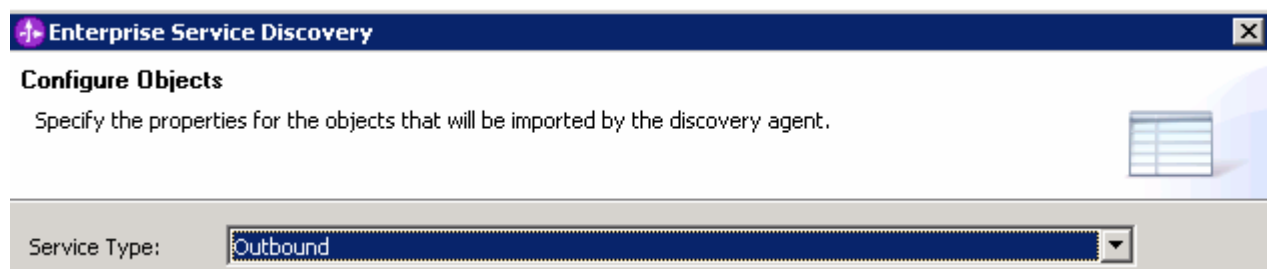 Enterprise Service Discovery
Configure Objects
Specify the properties for the objects that will be imported by the discovery agent.
Service Type: Outbound